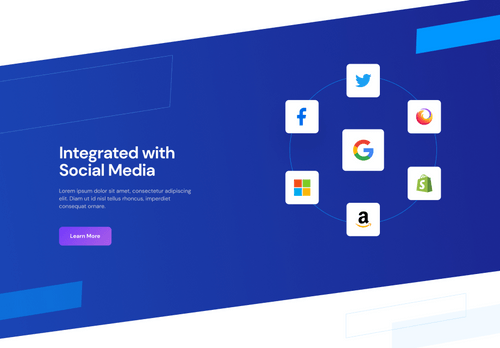 Integrated with
Social Media
Lorem ipsum dolor sit amet, consectetur adipiscing
elit. Diam ut id nisl tellus rhoncus, imperdiet
consequat ornare.
Learn More